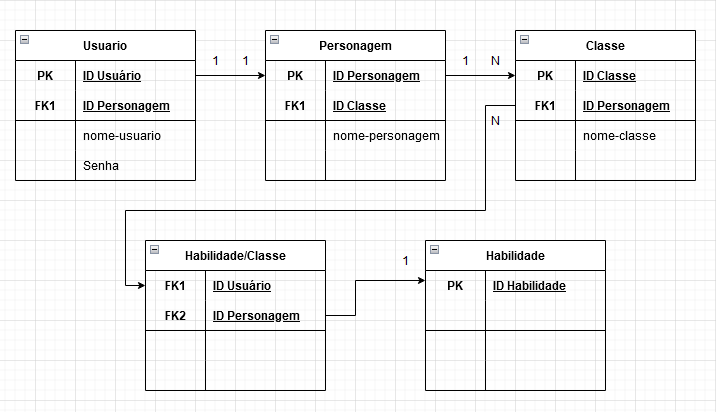 Usuario
PK ID Usuário
FK1 ID Personagem
nome-usuario
Senha
1 1
Personagem
PK ID Personagem
FK1 ID Classe
nome-personagem
1 N
Classe
PK ID Classe
FK1 ID Personagem
nome-classe
N
Habilidade/Classe
FK1 ID Usuário
FK2 ID Personagem
1
Habilidade
PK ID Habilidade